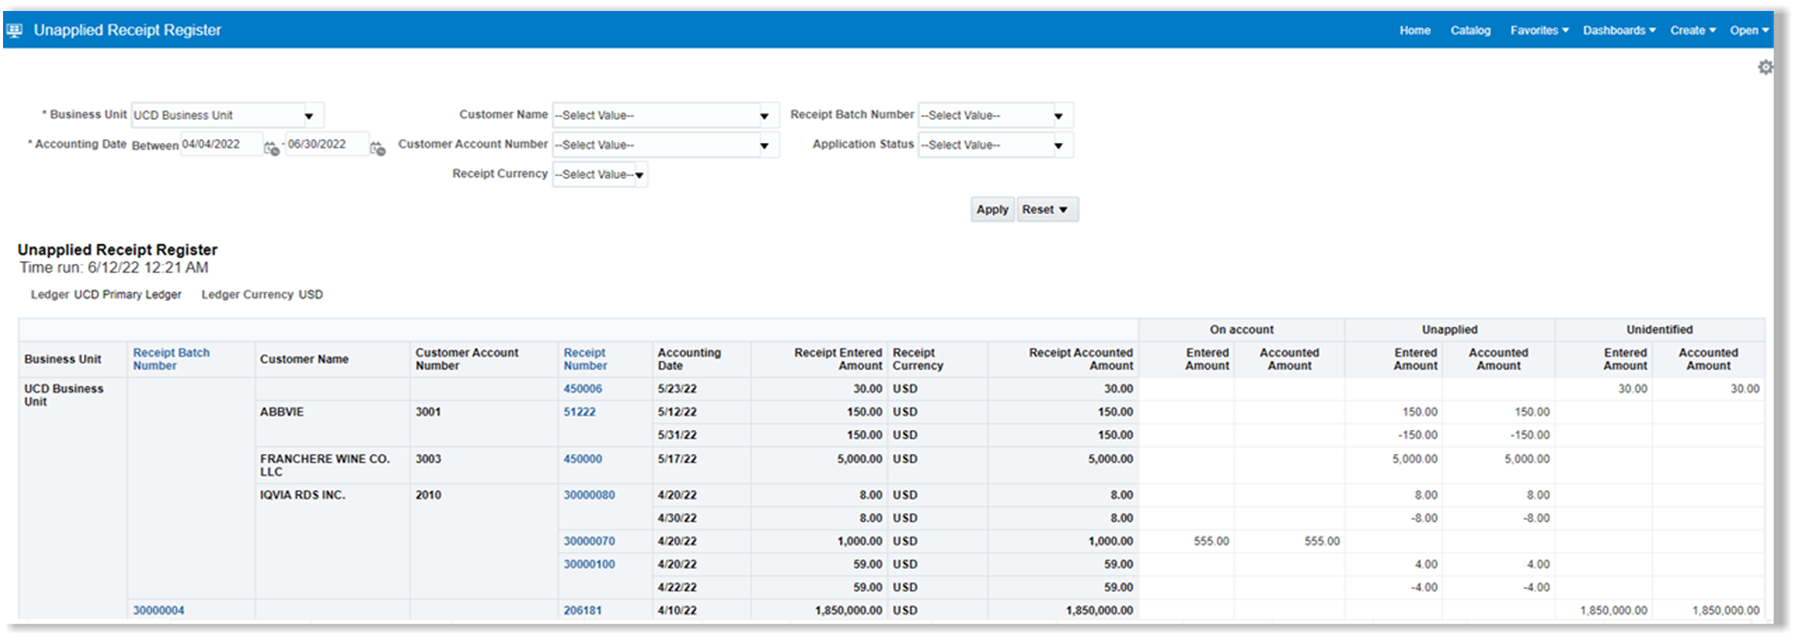 Unapplied Receipt Register
Home Catalog Favorites Dashboards Create Open
* Business Unit UCD Business Unit Customer Name --Select Value-- Receipt Batch Number --Select Value--
* Accounting Date Between 04/04/2022 - 06/30/2022 Customer Account Number --Select Value-- Application Status --Select Value--
Receipt Currency --Select Value--
Apply Reset
Unapplied Receipt Register
Time run: 6/12/22 12:21 AM
Ledger UCD Primary Ledger Ledger Currency USD
On account Unapplied Unidentified
Business Unit Receipt Batch Number Customer Name Customer Account Number Receipt Number Accounting Date Receipt Entered Amount Receipt Currency Receipt Accounted Amount Entered Amount Accounted Amount Entered Amount Accounted Amount Entered Amount Accounted Amount
UCD Business Unit 450006 5/23/22 30.00 USD 30.00 30.00 30.00
ABBVIE 3001 51222 5/12/22 150.00 USD 150.00 150.00 150.00
5/31/22 150.00 USD 150.00 -150.00 -150.00
FRANCHERE WINE CO. LLC 3003 450000 5/17/22 5,000.00 USD 5,000.00 5,000.00 5,000.00
IQVIA RDS INC. 2010 30000080 4/20/22 8.00 USD 8.00 8.00 8.00
4/30/22 8.00 USD 8.00 -8.00 -8.00
30000070 4/20/22 1,000.00 USD 1,000.00 555.00 555.00
30000100 4/20/22 59.00 USD 59.00 4.00 4.00
4/22/22 59.00 USD 59.00 -4.00 -4.00
30000004 206181 4/10/22 1,850,000.00 USD 1,850,000.00 1,850,000.00 1,850,000.00